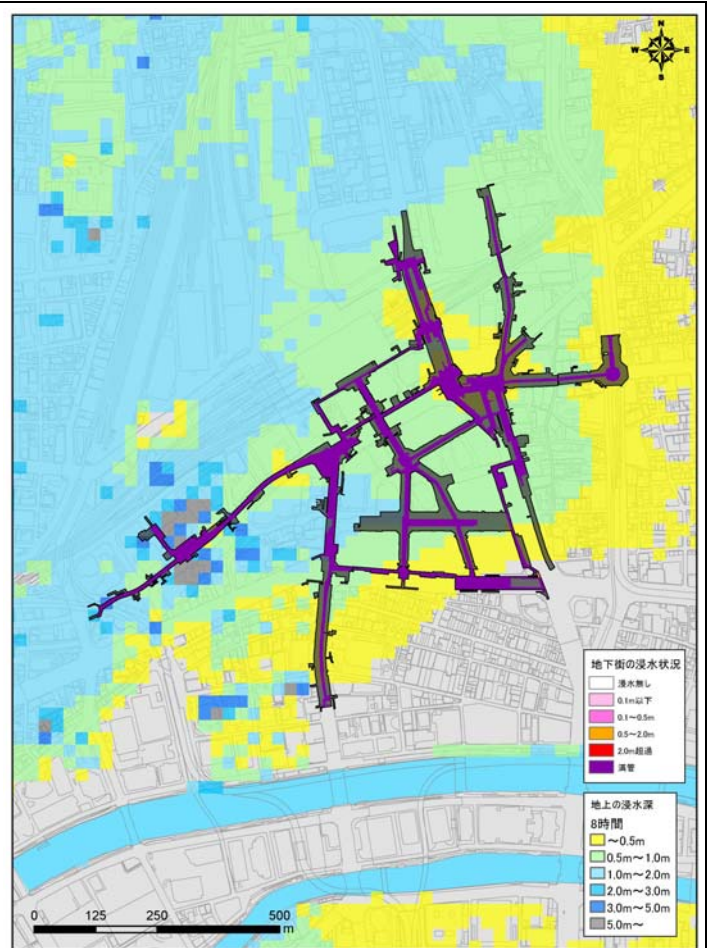 N
W E
S
地下街の浸水状況
浸水無し
0.1m以下
0.1～0.5m
0.5～2.0m
2.0m超過
満管
地上の浸水深
8時間
～0.5m
0.5m～1.0m
1.0m～2.0m
2.0m～3.0m
3.0m～5.0m
5.0m～
0 125 250 500
m